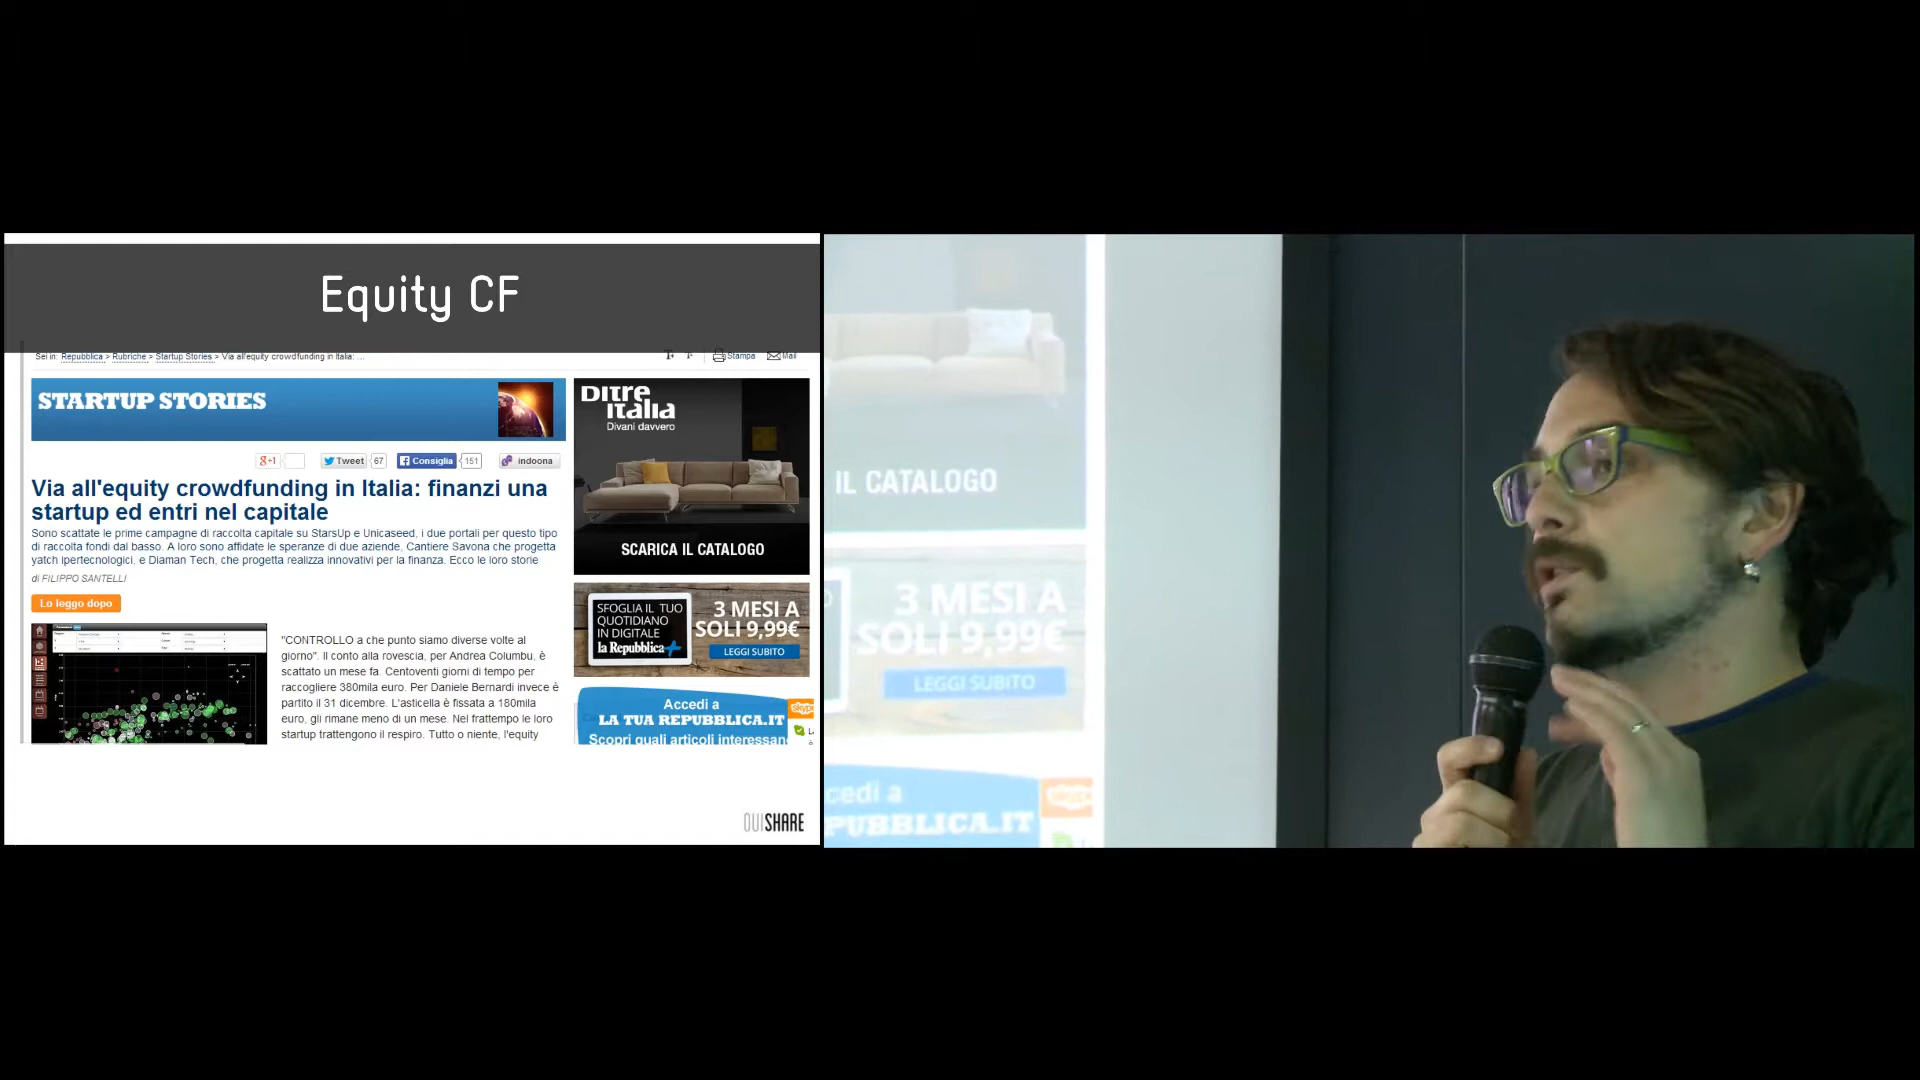 Equity CF
Sei in: Repubblica > Rubriche > Startup Stories > Via all'equity crowdfunding in Italia: ...
Stampa
Mail
STARTUP STORIES
g+1
Tweet 67
Consiglia 151
indoona
Via all'equity crowdfunding in Italia: finanzi una
startup ed entri nel capitale
Sono scattate le prime campagne di raccolta capitale su StarsUp e Unicaseed, i due portali per questo tipo
di raccolta fondi dal basso. A loro sono affidate le speranze di due aziende, Cantiere Savona che progetta
yatch ipertecnologici, e Diaman Tech, che progetta realizza innovativi per la finanza. Ecco le loro storie
di FILIPPO SANTELLI
Lo leggo dopo
"CONTROLLO a che punto siamo diverse volte al
giorno". Il conto alla rovescia, per Andrea Columbu, è
scattato un mese fa. Centoventi giorni di tempo per
raccogliere 380mila euro. Per Daniele Bernardi invece è
partito il 31 dicembre. L'asticella è fissata a 180mila
euro, gli rimane meno di un mese. Nel frattempo le loro
startup trattengono il respiro. Tutto o niente, l'equity
Ditre
italia
Divani davvero
SCARICA IL CATALOGO
SFOGLIA IL TUO
QUOTIDIANO
IN DIGITALE
la Repubblica+
3 MESI A
SOLI 9,99€
LEGGI SUBITO
Accedi a
LA TUA REPUBBLICA.IT
Scopri quali articoli interessan
skype
OUISHARE
IL CATALOGO
3 MESI A
SOLI 9,99€
LEGGI SUBITO
cedi a
PUBBLICA.IT
skype